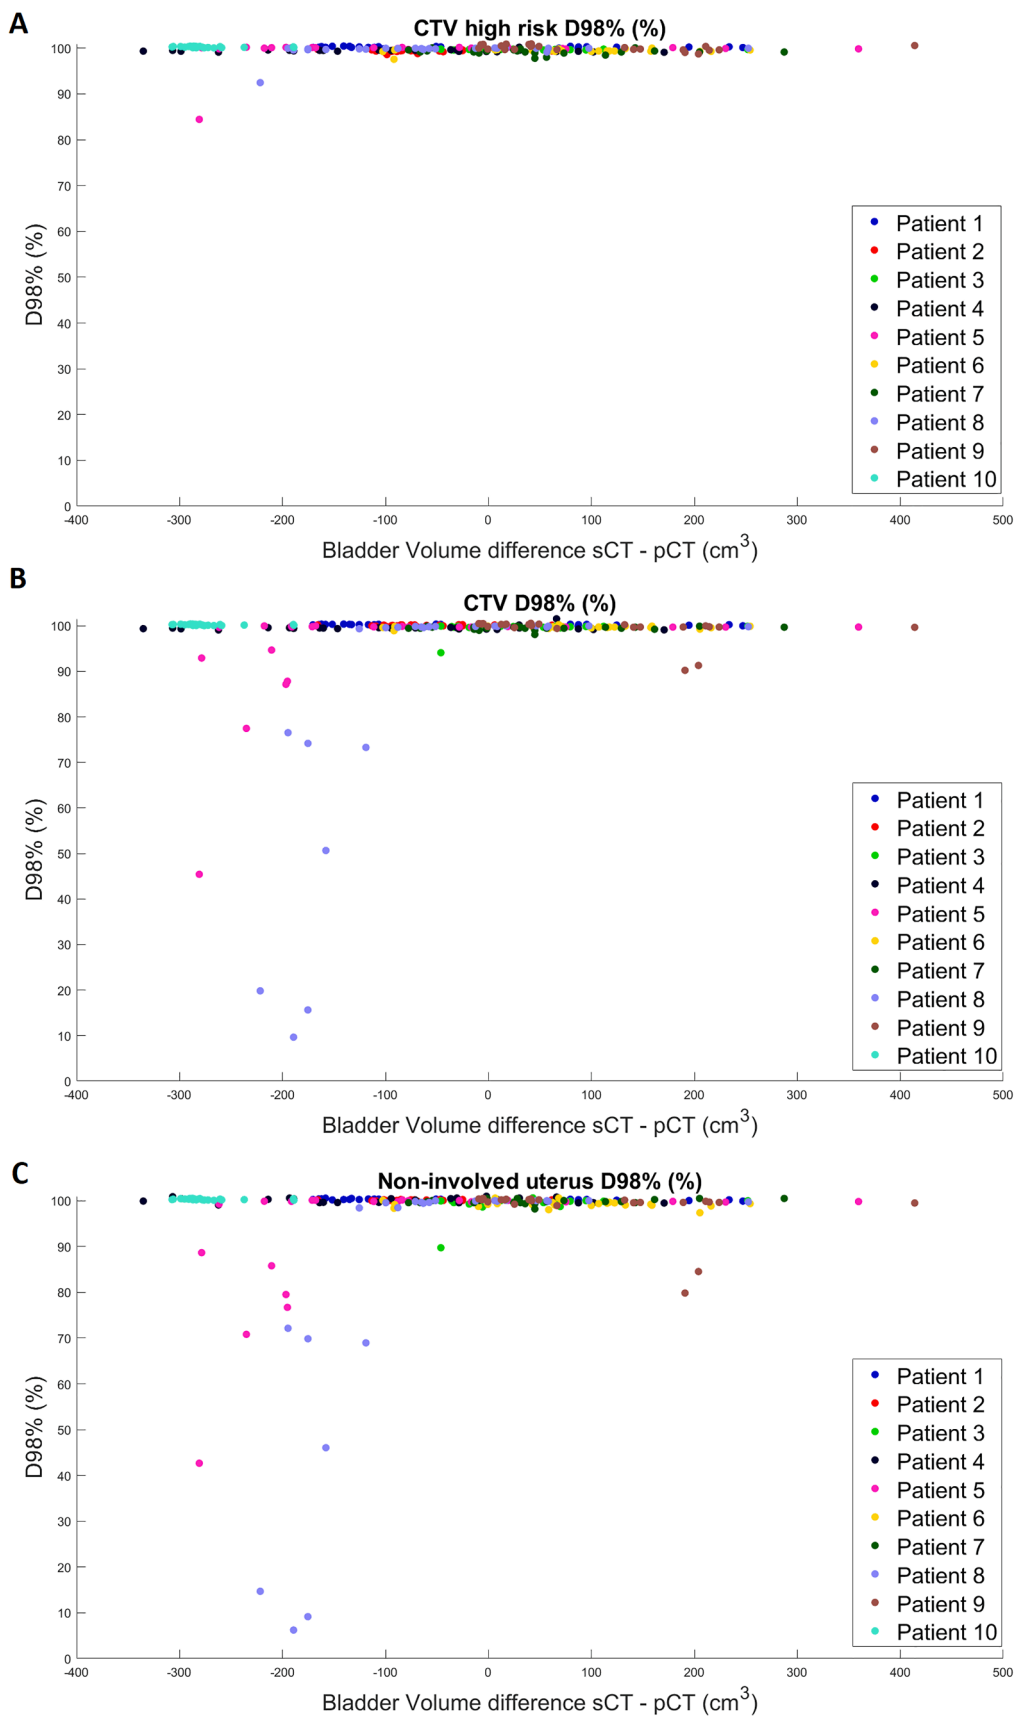 A
CTV high risk D98% (%)
100
90
80
70
60
50
40
30
20
10
0
D98% (%)
-400 -300 -200 -100 0 100 200 300 400 500
Bladder Volume difference sCT - pCT (cm³)
Patient 1
Patient 2
Patient 3
Patient 4
Patient 5
Patient 6
Patient 7
Patient 8
Patient 9
Patient 10
B
CTV D98% (%)
100
90
80
70
60
50
40
30
20
10
0
D98% (%)
-400 -300 -200 -100 0 100 200 300 400 500
Bladder Volume difference sCT - pCT (cm³)
Patient 1
Patient 2
Patient 3
Patient 4
Patient 5
Patient 6
Patient 7
Patient 8
Patient 9
Patient 10
C
Non-involved uterus D98% (%)
100
90
80
70
60
50
40
30
20
10
0
D98% (%)
-400 -300 -200 -100 0 100 200 300 400 500
Bladder Volume difference sCT - pCT (cm³)
Patient 1
Patient 2
Patient 3
Patient 4
Patient 5
Patient 6
Patient 7
Patient 8
Patient 9
Patient 10